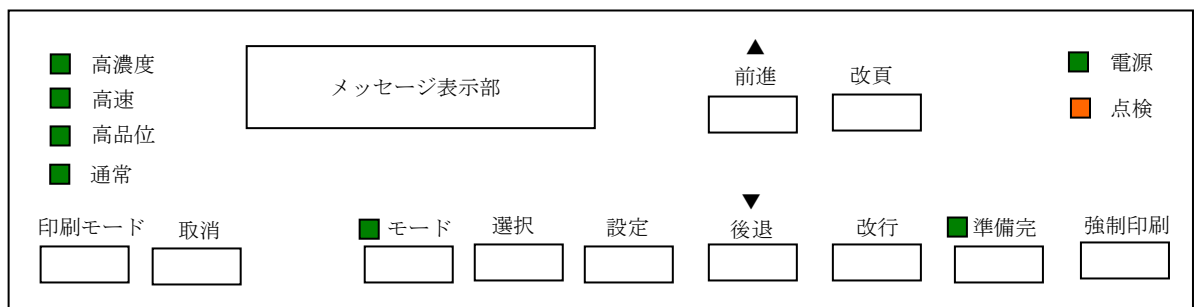 高濃度
高速
高品位
通常
メッセージ表示部
▲
前進
改頁
電源
点検
印刷モード
取消
モード
選択
設定
▼
後退
改行
準備完
強制印刷